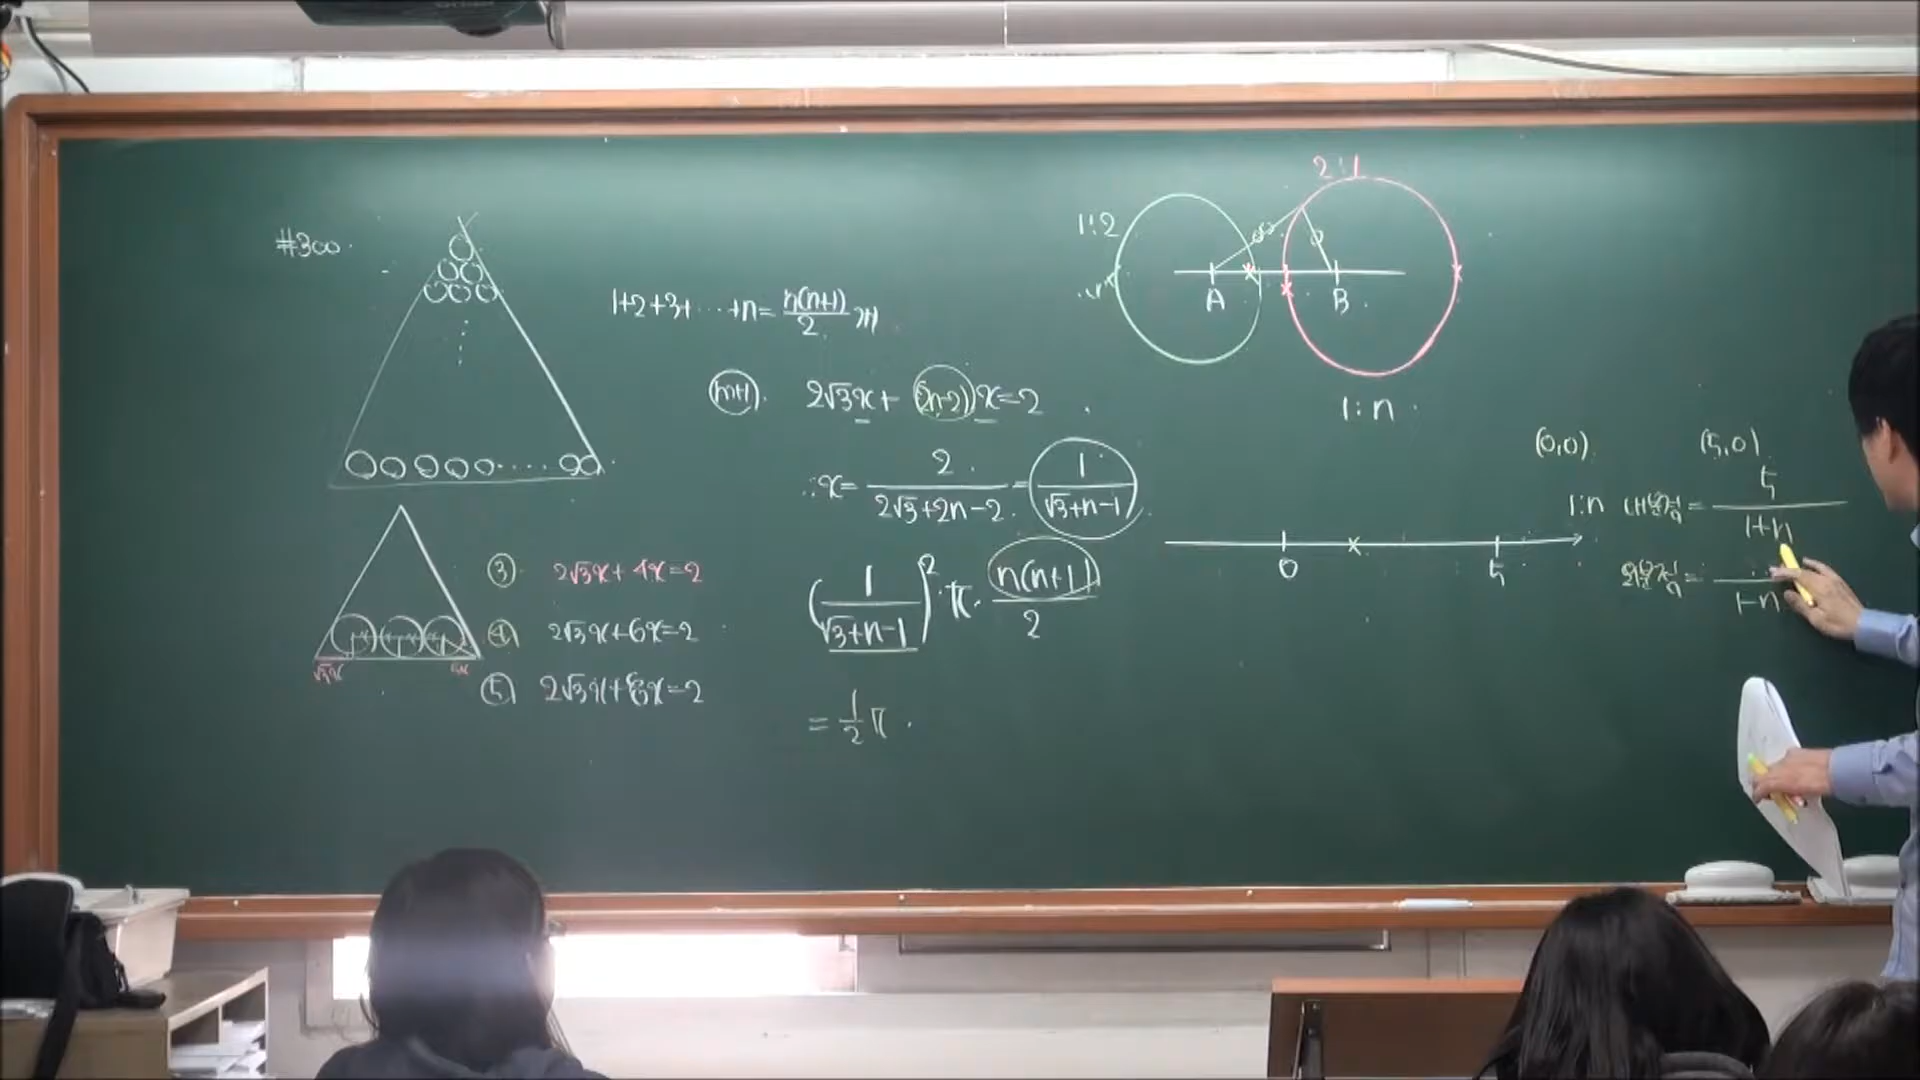 #300.
1+2+3+ ⋯ +n = n(n+1)/2 개
2√3x + (2n-2)x = 2
∴ x = 2/(2√3+2n-2) = 1/(√3+n-1)
③ 2√3x + 4x = 2
④ 2√3x + 6x = 2
⑤ 2√3x + 8x = 2
√3x
(1/(√3+n-1))² π · n(n+1)/2
= 1/2 π
2:1
1:2
A B
1:n
(0,0) (5,0)
1:n 내분점 = 5/(1+n)
외분점 = /(1-n)
0 5